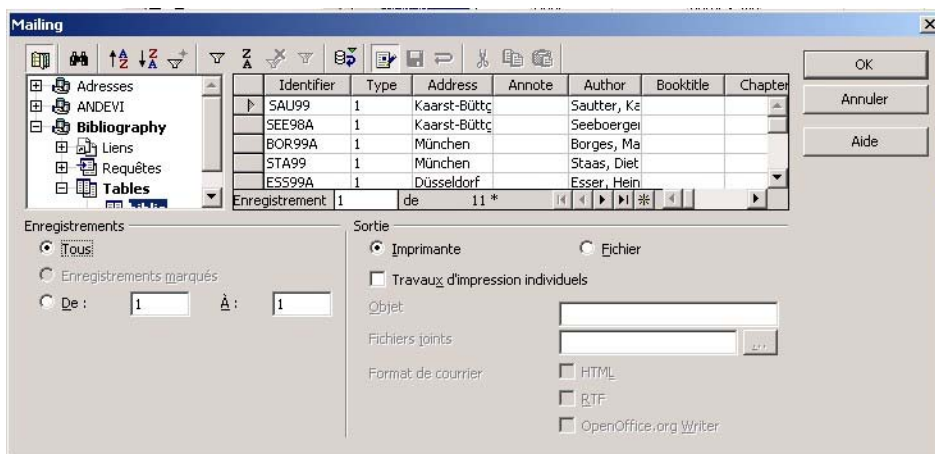 Mailing
Identifier Type Address Annote Author Booktitle Chapter
SAU99 1 Kaarst-Büttg Sautter, Ka
SEE98A 1 Kaarst-Büttg Seeboerger
BOR99A 1 München Borges, Ma
STA99 1 München Staas, Diet
ESS99A 1 Düsseldorf Esser, Hein
Enregistrement 1 de 11 *
Adresses
ANDEVI
Bibliography
Liens
Requêtes
Tables
biblio
OK
Annuler
Aide
Enregistrements
Tous
Enregistrements marqués
De : 1 À : 1
Sortie
Imprimante Fichier
Travaux d'impression individuels
Objet
Fichiers joints ...
Format de courrier HTML
RTF
OpenOffice.org Writer